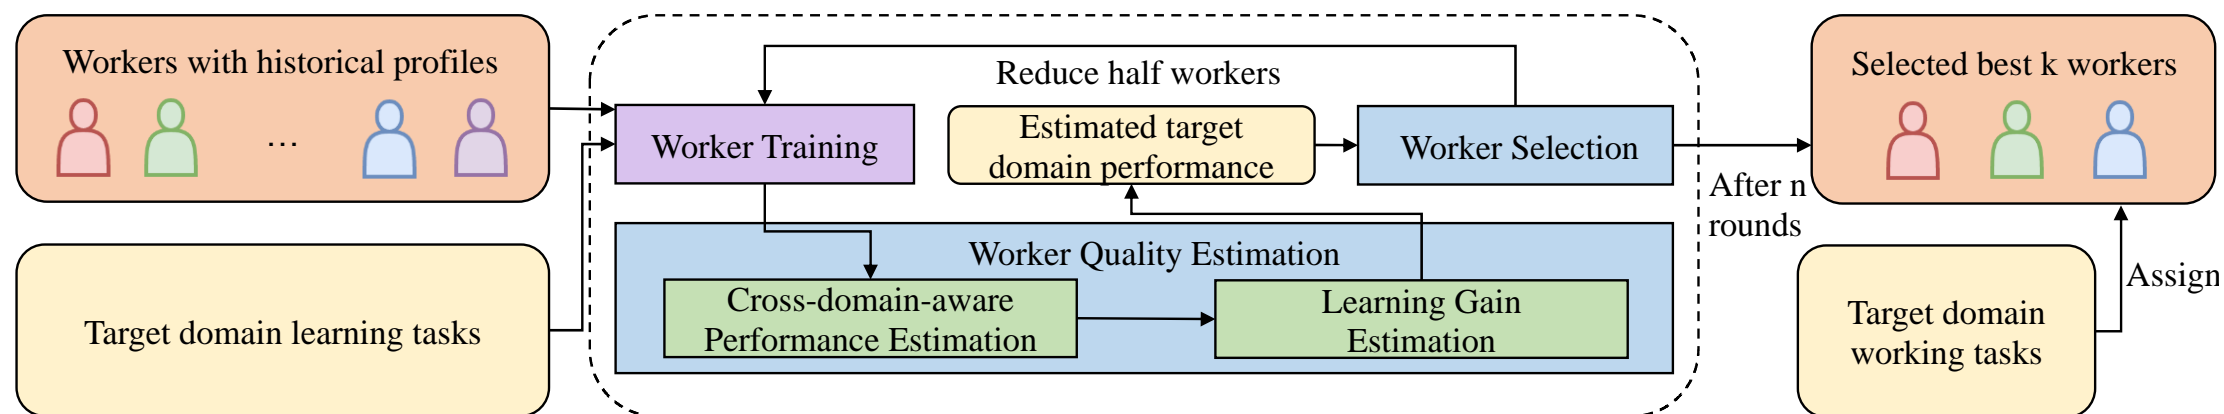 Workers with historical profiles
...
Target domain learning tasks
Reduce half workers
Worker Training
Estimated target
domain performance
Worker Selection
Worker Quality Estimation
Cross-domain-aware
Performance Estimation
Learning Gain
Estimation
After n
rounds
Selected best k workers
Target domain
working tasks
Assign